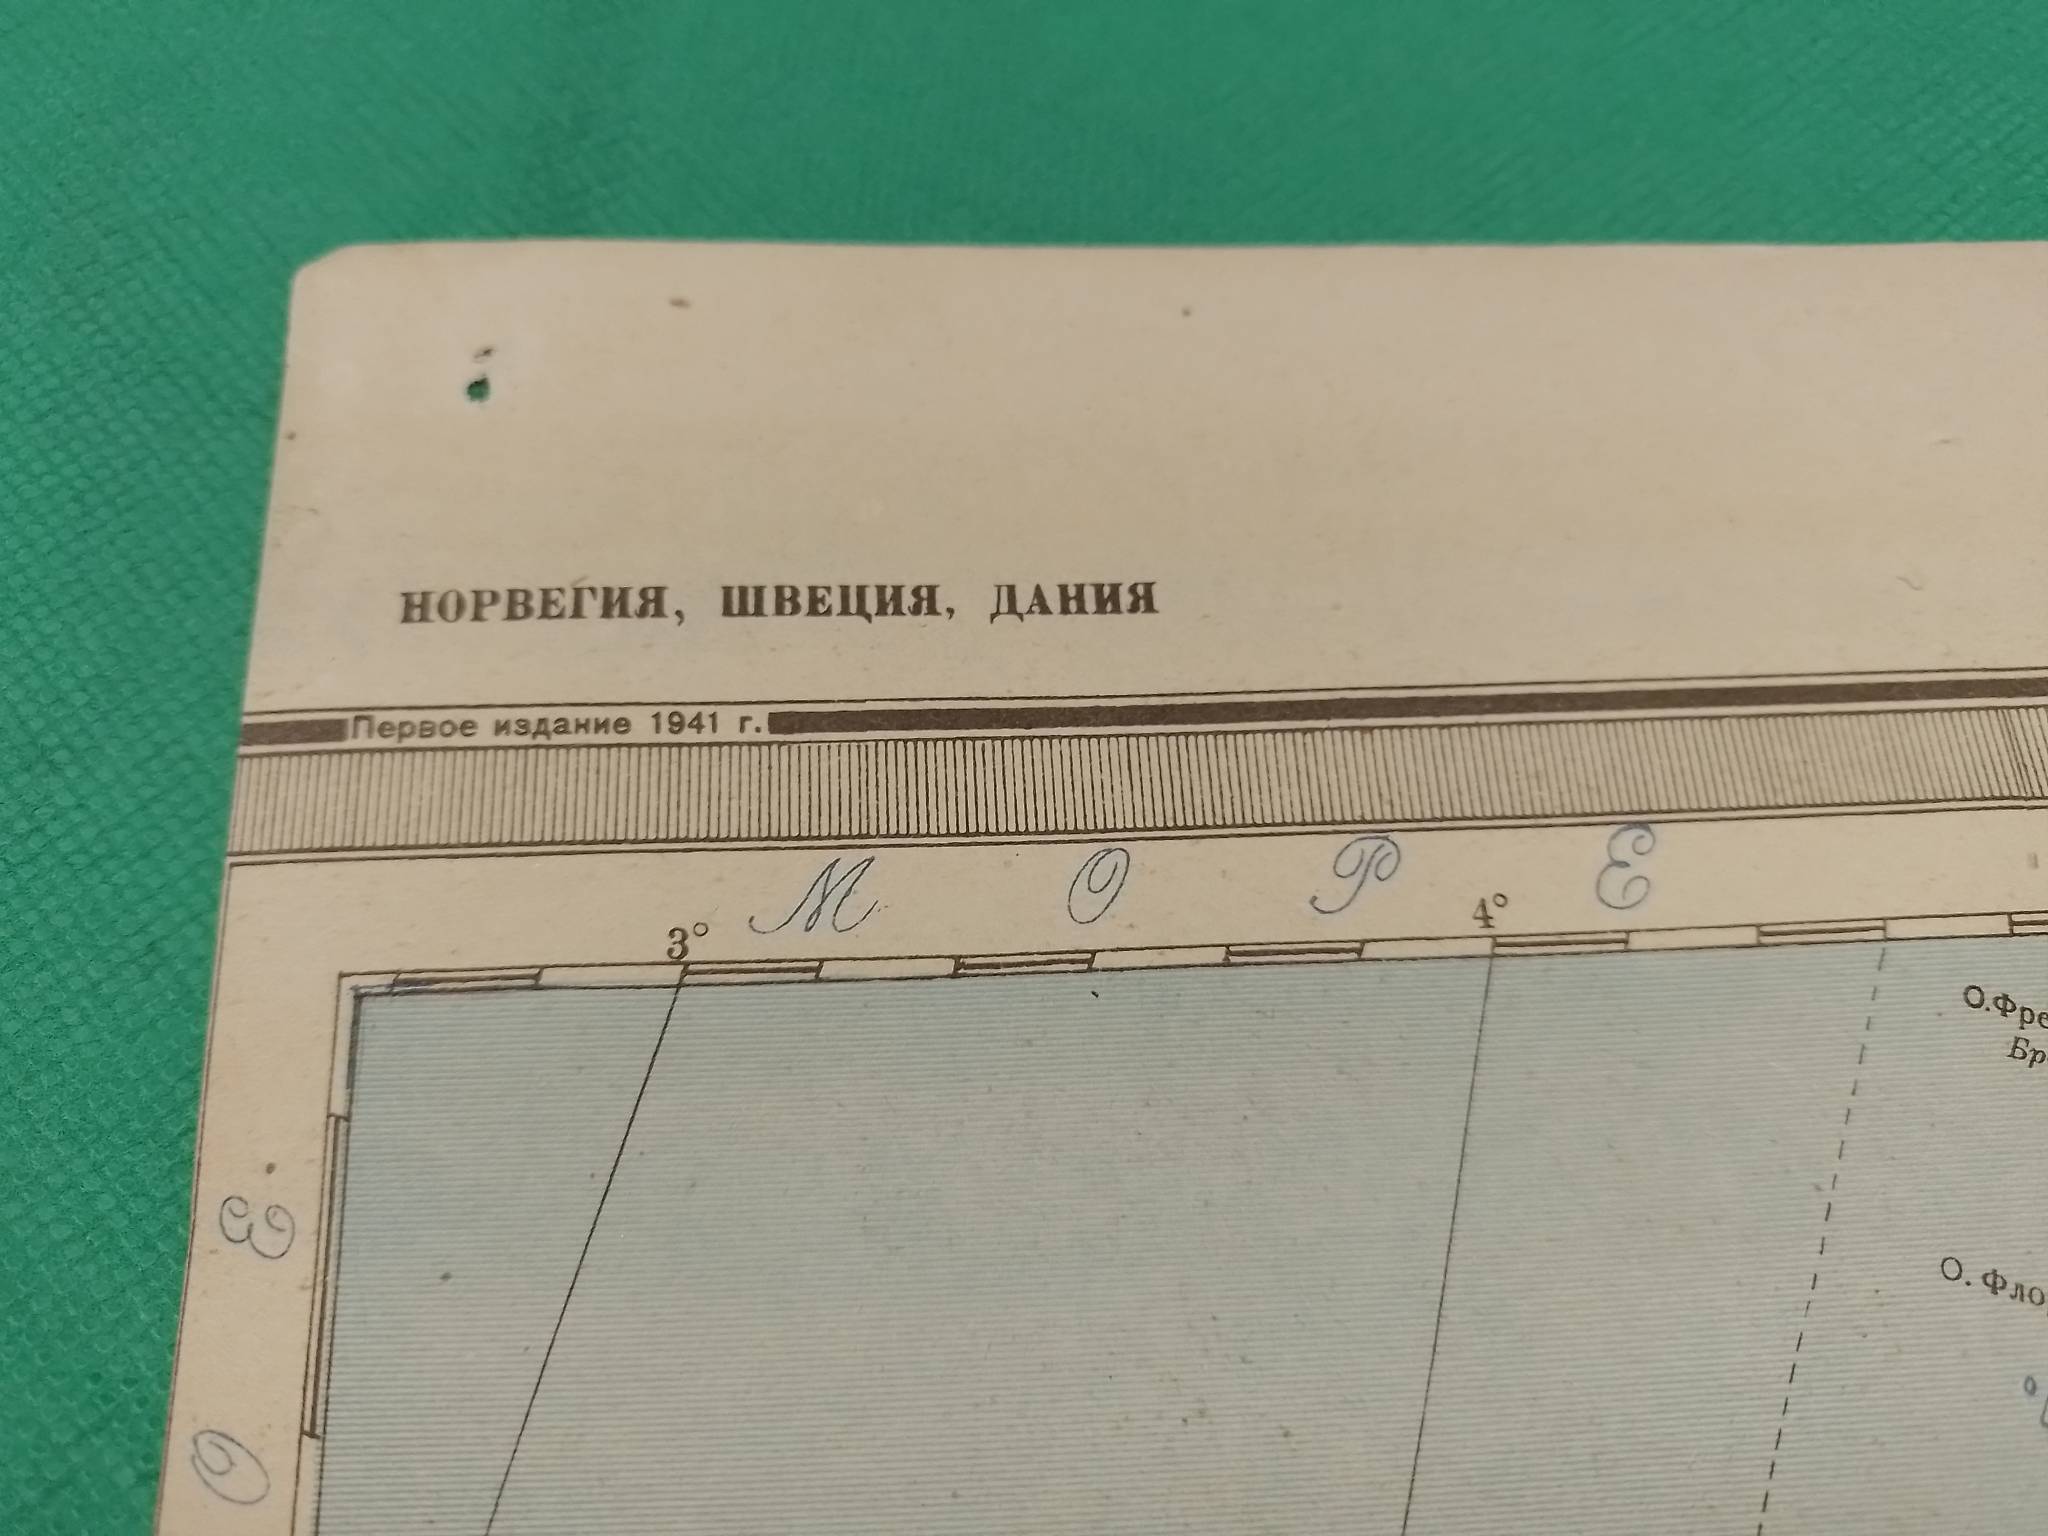 НОРВЕГИЯ, ШВЕЦИЯ, ДАНИЯ
Первое издание 1941 г.
М О Р Е
3° 4°
О.Фре
Бр
З
О. Фло
О